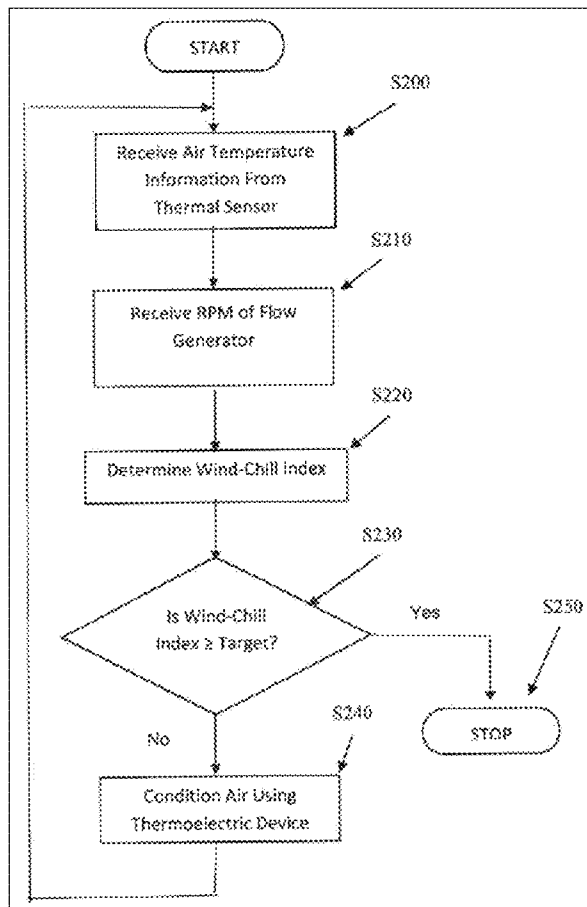 START
S200
Receive Air Temperature
Information From
Thermal Sensor
S210
Receive RPM of Flow
Generator
S220
Determine Wind-Chill Index
S230
Is Wind-Chill
Index ≥ Target?
Yes
S250
STOP
No
S240
Condition Air Using
Thermoelectric Device